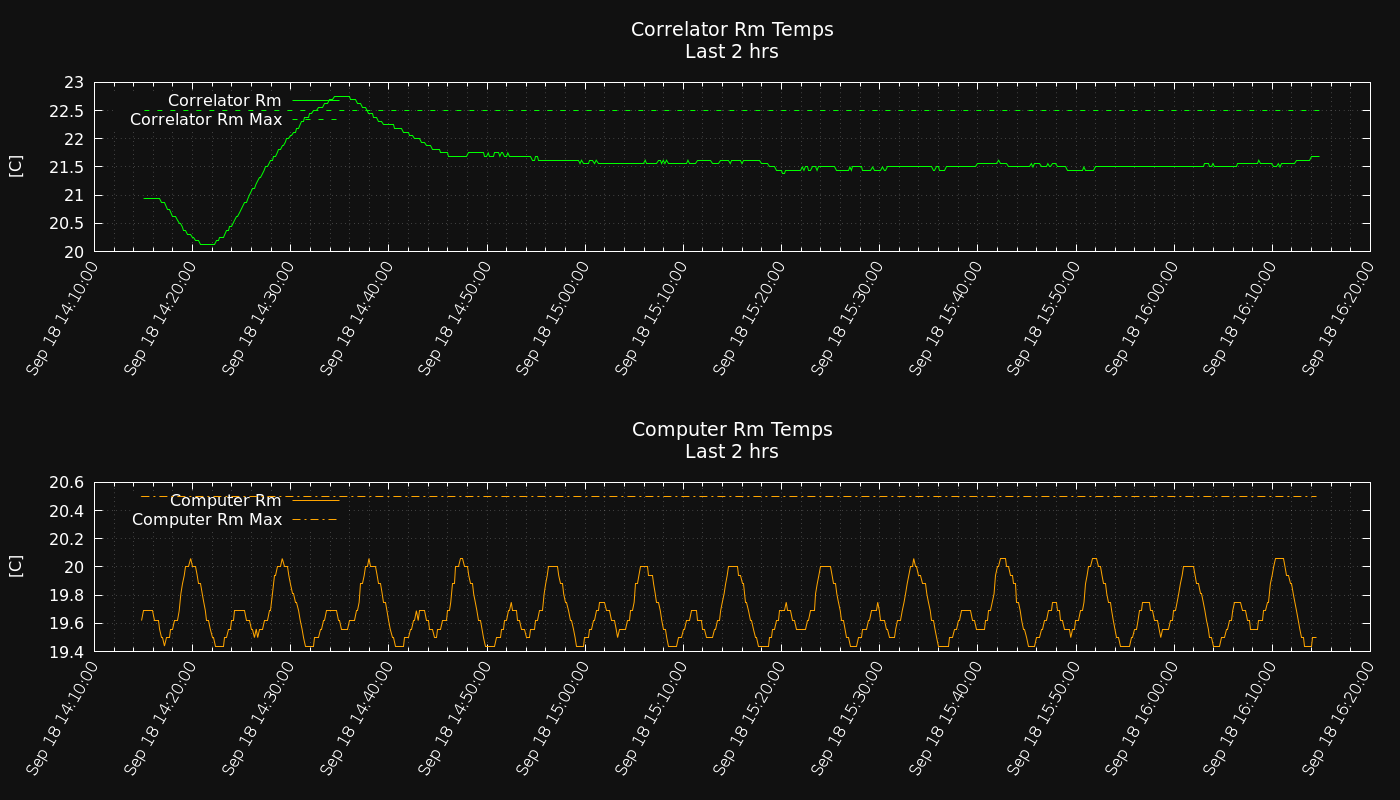 Correlator Rm Temps
Last 2 hrs
[C]
23
22.5
22
21.5
21
20.5
20
Correlator Rm
Correlator Rm Max
Sep 18 14:10:00
Sep 18 14:20:00
Sep 18 14:30:00
Sep 18 14:40:00
Sep 18 14:50:00
Sep 18 15:00:00
Sep 18 15:10:00
Sep 18 15:20:00
Sep 18 15:30:00
Sep 18 15:40:00
Sep 18 15:50:00
Sep 18 16:00:00
Sep 18 16:10:00
Sep 18 16:20:00
Computer Rm Temps
Last 2 hrs
[C]
20.6
20.4
20.2
20
19.8
19.6
19.4
Computer Rm
Computer Rm Max
Sep 18 14:10:00
Sep 18 14:20:00
Sep 18 14:30:00
Sep 18 14:40:00
Sep 18 14:50:00
Sep 18 15:00:00
Sep 18 15:10:00
Sep 18 15:20:00
Sep 18 15:30:00
Sep 18 15:40:00
Sep 18 15:50:00
Sep 18 16:00:00
Sep 18 16:10:00
Sep 18 16:20:00